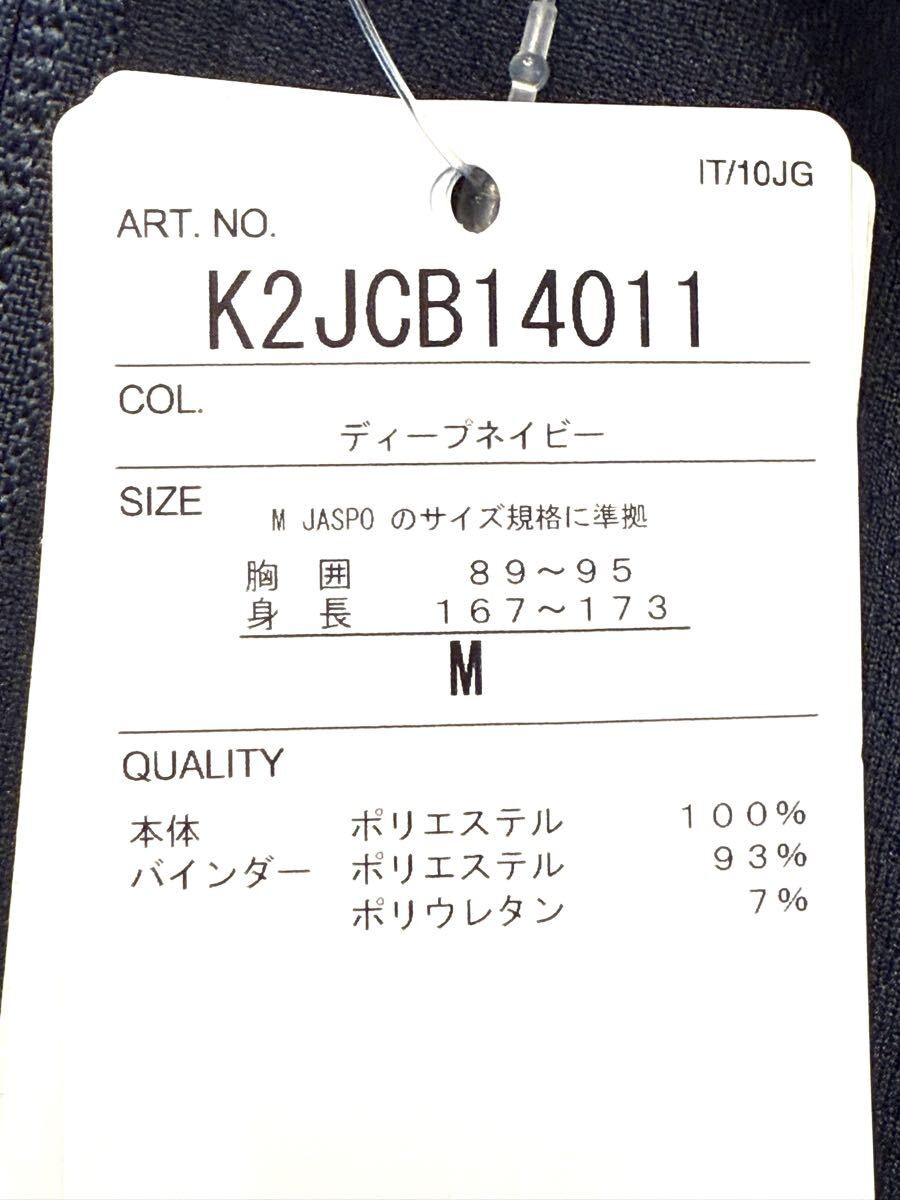 IT/10JG
ART. NO.
K2JCB14011
COL.
ディープネイビー
SIZE
M JASPO のサイズ規格に準拠
胸 囲 89～95
身 長 167～173
M
QUALITY
本体 ポリエステル 100%
バインダー ポリエステル 93%
ポリウレタン 7%